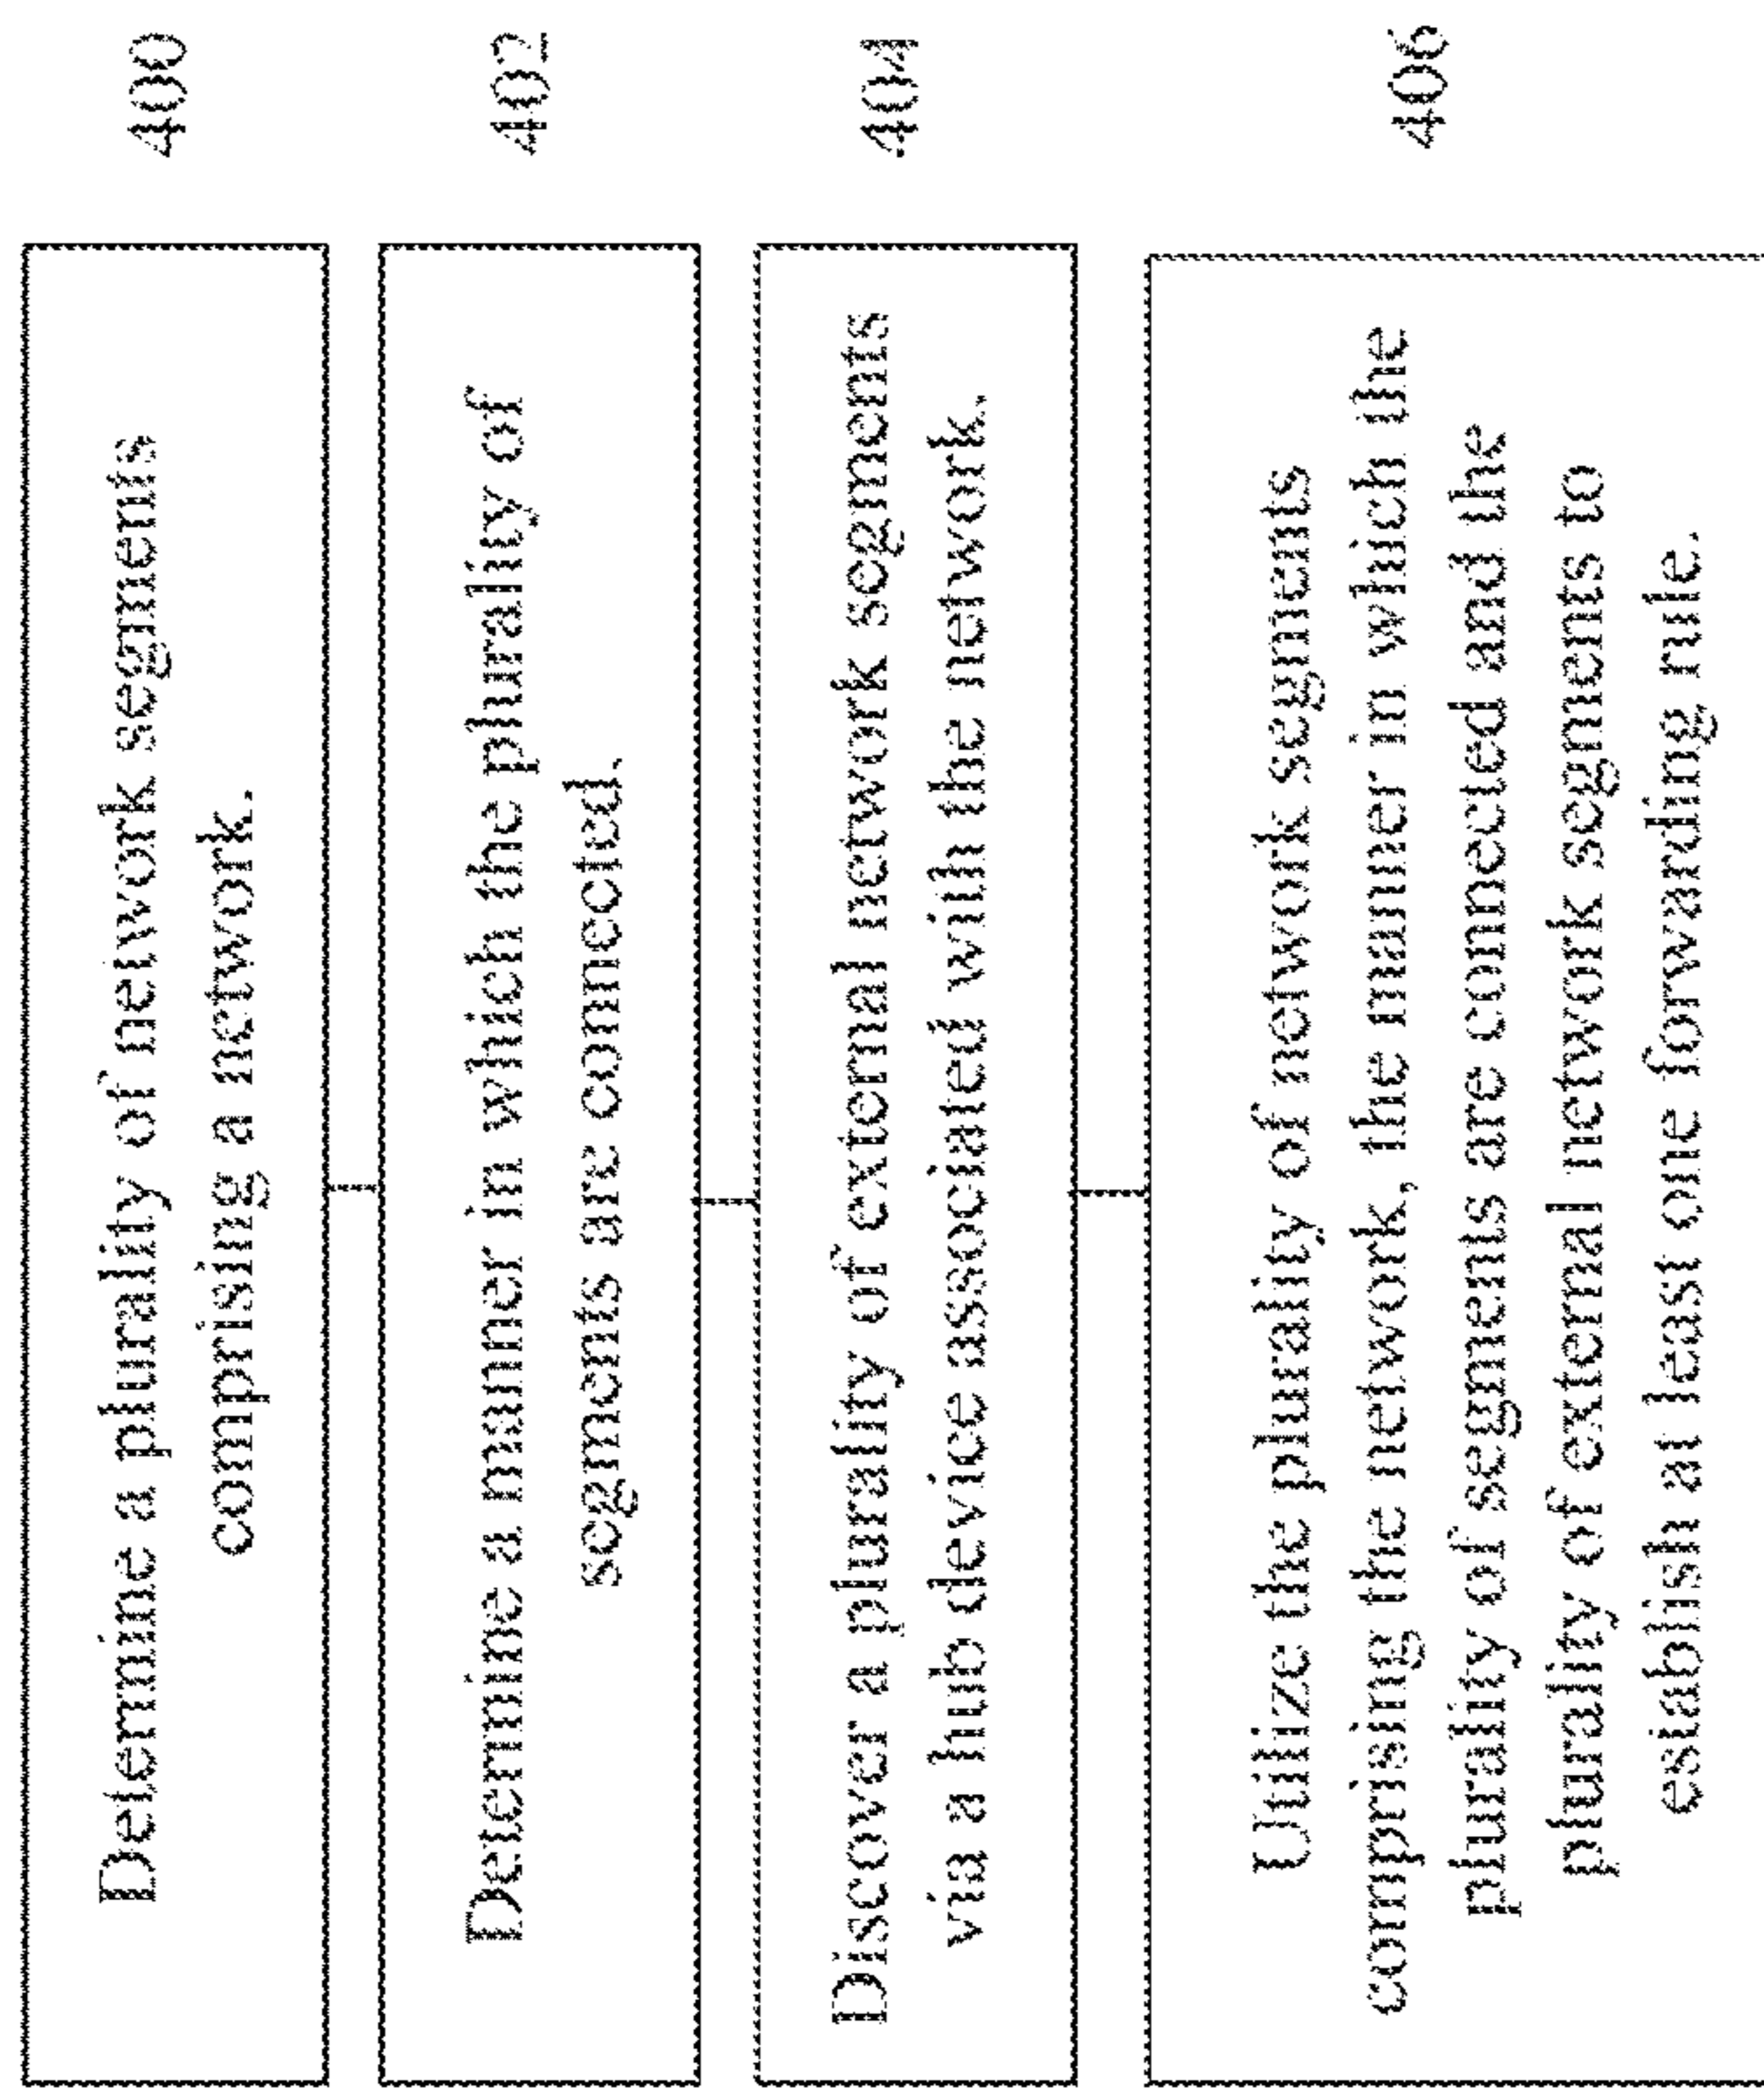 Determine a plurality of network segments
comprising a network.
400
Determine a manner in which the plurality of
segments are connected.
402
Discover a plurality of external network segments
via a hub device associated with the network.
404
Utilize the plurality of network segments
comprising the network, the manner in which the
plurality of segments are connected and the
plurality of external network segments to
establish at least one forwarding rule.
406